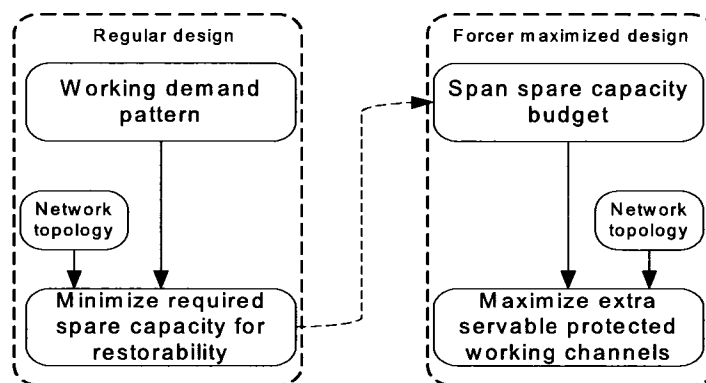 Regular design
Working demand
pattern
Network
topology
Minimize required
spare capacity for
restorability
Forcer maximized design
Span spare capacity
budget
Network
topology
Maximize extra
servable protected
working channels